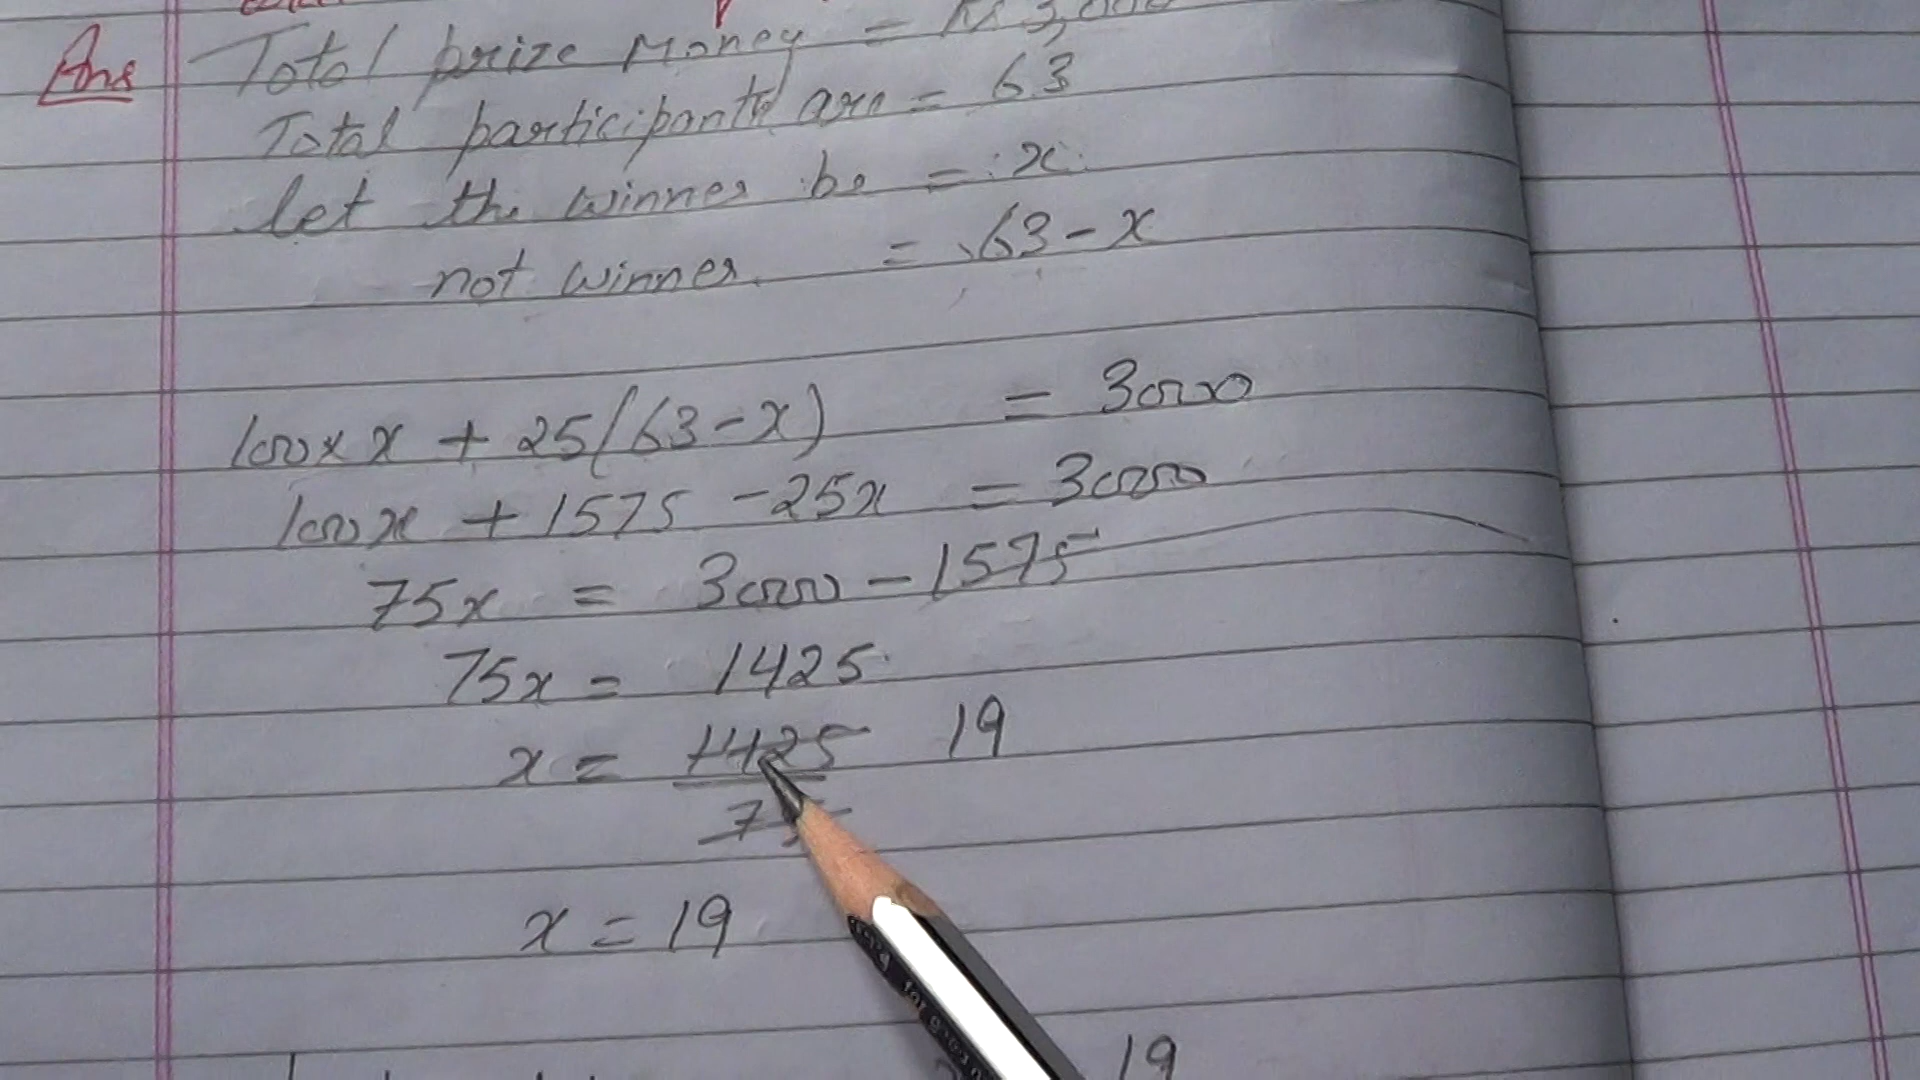 Ans Total prize Money = Rs 3,000
Total participants are = 63
let the winner be = x
not winner = 63 - x
100 × x + 25(63 - x) = 3000
100x + 1575 - 25x = 3000
75x = 3000 - 1575
75x = 1425
x = 1425 19
75
x = 19
19